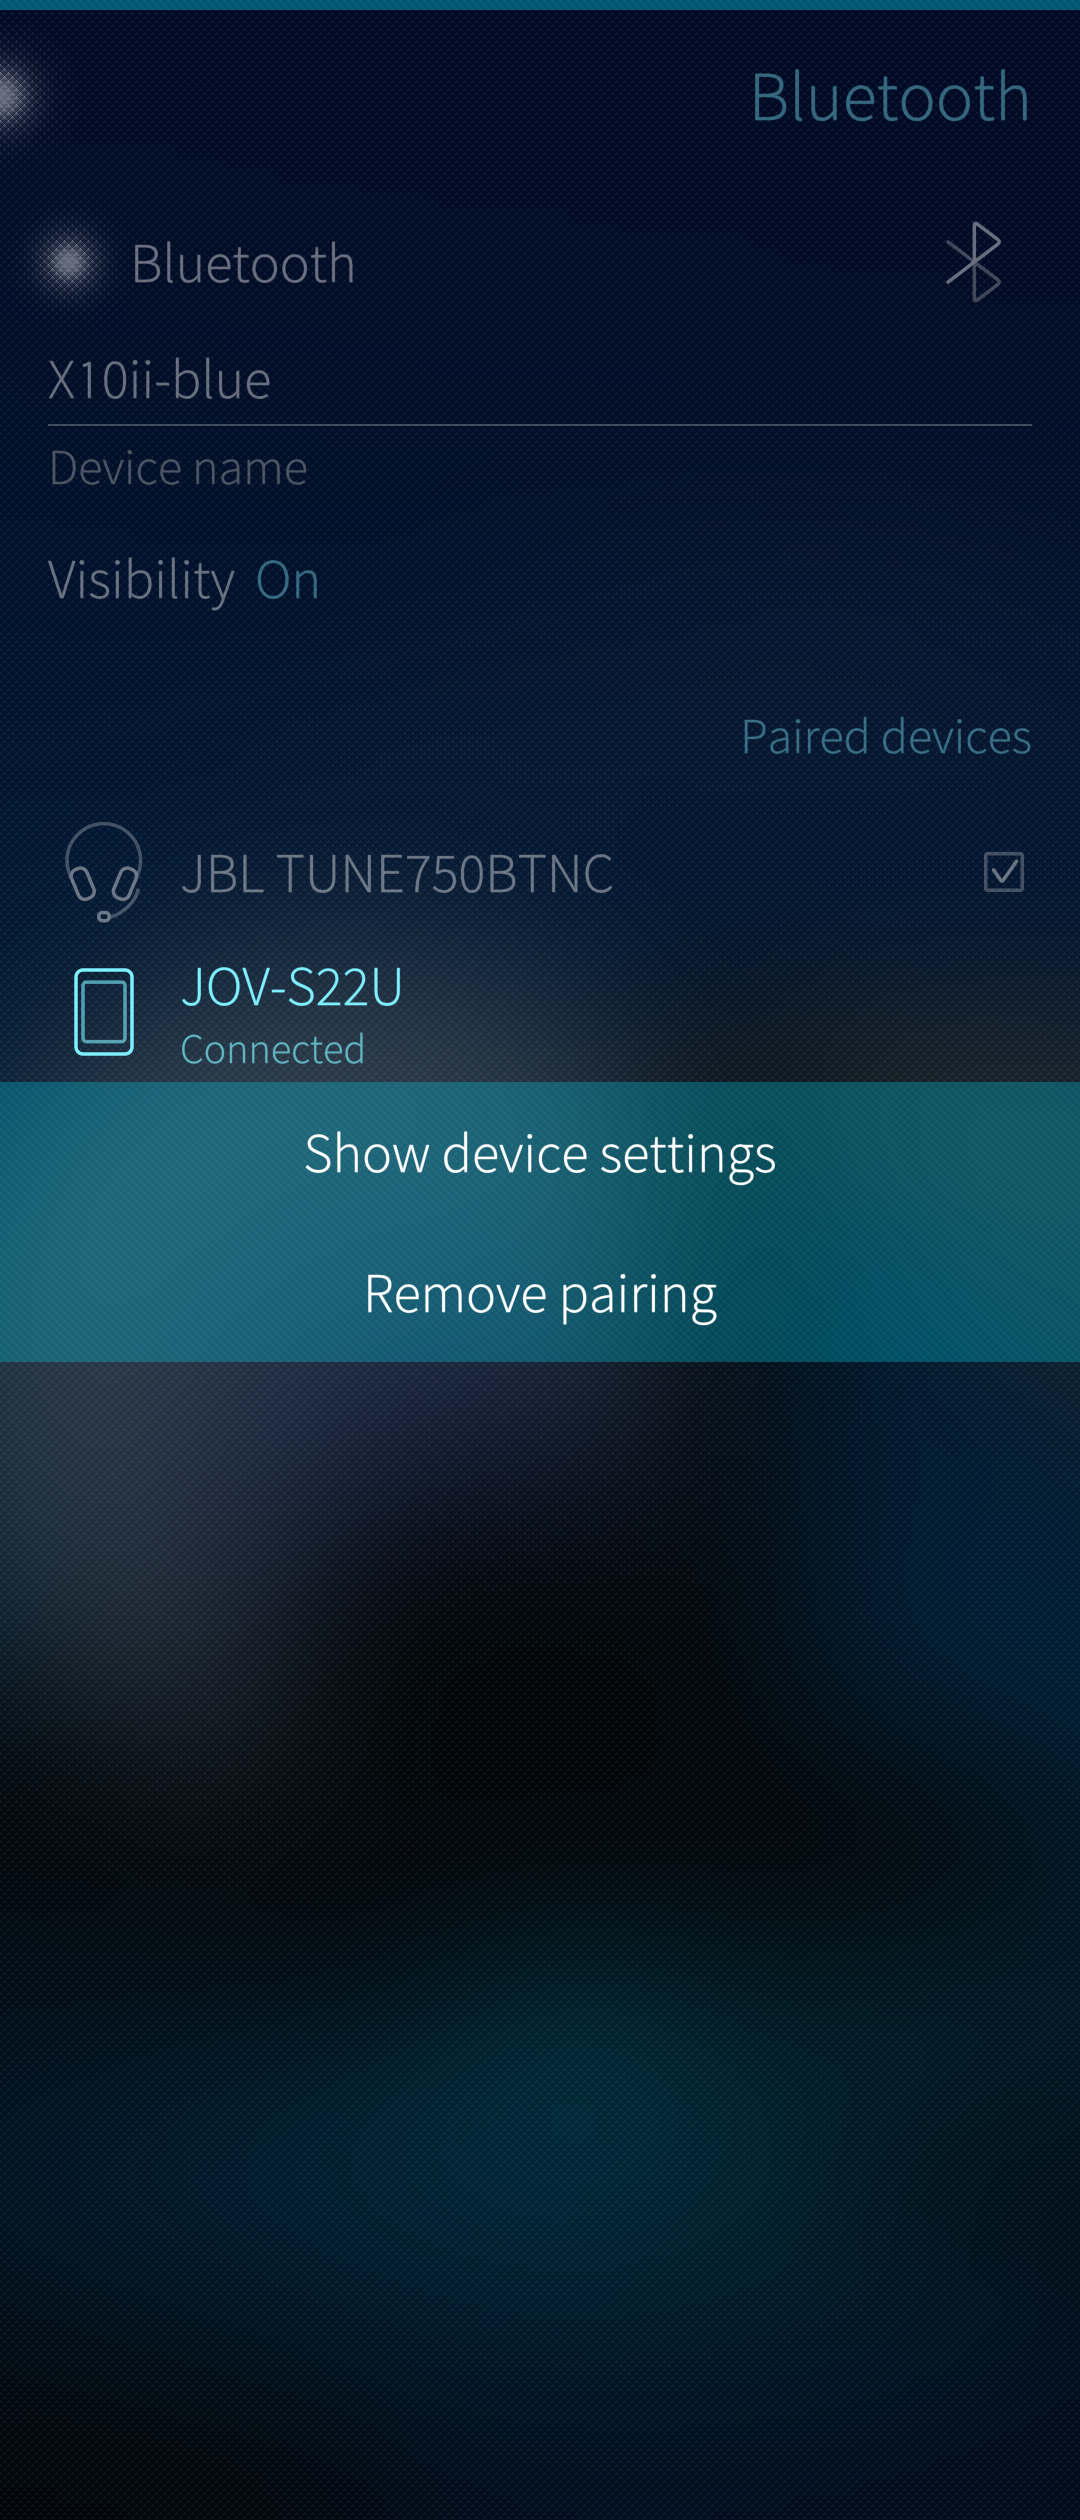 Bluetooth
Bluetooth
X10ii-blue
Device name
Visibility On
Paired devices
JBL TUNE750BTNC
JOV-S22U
Connected
Show device settings
Remove pairing